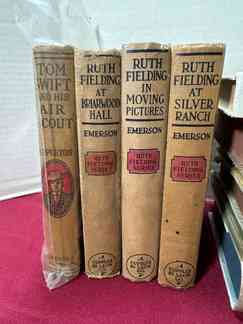 TOM
SWIFT
AND HIS
AIR
SCOUT
APPLETON
RUTH
FIELDING
AT
BRIARWOOD
HALL
EMERSON
RUTH
FIELDING
SERIES
RUTH
FIELDING
IN
MOVING
PICTURES
EMERSON
RUTH
FIELDING
SERIES
RUTH
FIELDING
AT
SILVER
RANCH
EMERSON
RUTH
FIELDING
SERIES